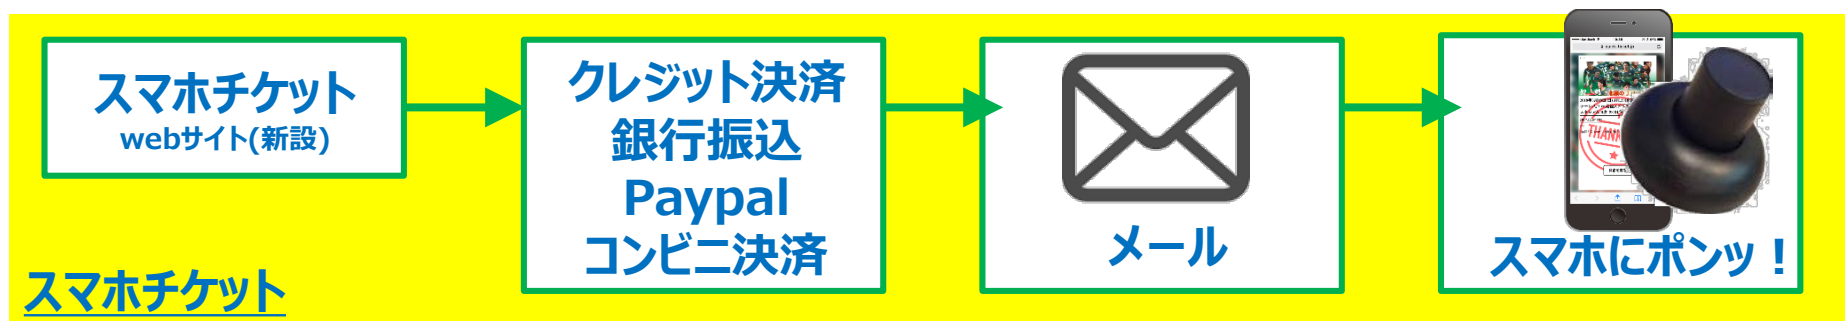 スマホチケット
webサイト(新設)
クレジット決済
銀行振込
Paypal
コンビニ決済
メール
スマホにポンッ！
スマホチケット